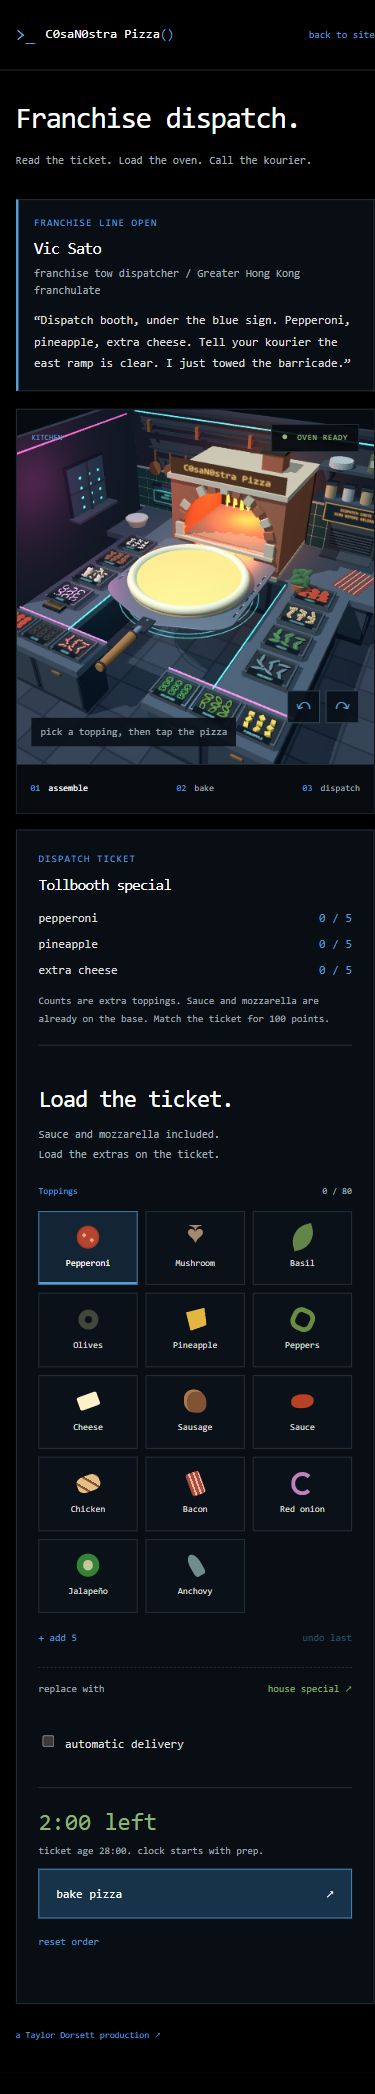 >_ C0saN0stra Pizza()
back to site
Franchise dispatch.
Read the ticket. Load the oven. Call the kourier.
FRANCHISE LINE OPEN
Vic Sato
franchise tow dispatcher / Greater Hong Kong
franchulate
“Dispatch booth, under the blue sign. Pepperoni,
pineapple, extra cheese. Tell your kourier the
east ramp is clear. I just towed the barricade.”
KITCHEN
OVEN READY
C0saN0stra Pizza
pick a topping, then tap the pizza
01 assemble
02 bake
03 dispatch
DISPATCH TICKET
Tollbooth special
pepperoni 0 / 5
pineapple 0 / 5
extra cheese 0 / 5
Counts are extra toppings. Sauce and mozzarella are
already on the base. Match the ticket for 100 points.
Load the ticket.
Sauce and mozzarella included.
Load the extras on the ticket.
Toppings 0 / 80
Pepperoni
Mushroom
Basil
Olives
Pineapple
Peppers
Cheese
Sausage
Sauce
Chicken
Bacon
Red onion
Jalapeño
Anchovy
+ add 5
undo last
replace with
house special ↗
automatic delivery
2:00 left
ticket age 28:00. clock starts with prep.
bake pizza ↗
reset order
a Taylor Dorsett production ↗